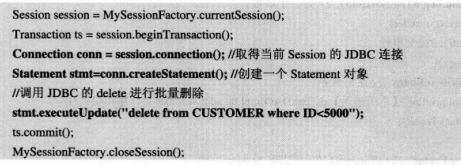 Session session = MySessionFactory.currentSession();
Transaction ts = session.beginTransaction();
Connection conn = session.connection(); //取得当前 Session 的 JDBC 连接
Statement stmt=conn.createStatement(); //创建一个 Statement 对象
//调用 JDBC 的 delete 进行批量删除
stmt.executeUpdate("delete from CUSTOMER where ID<5000");
ts.commit();
MySessionFactory.closeSession();